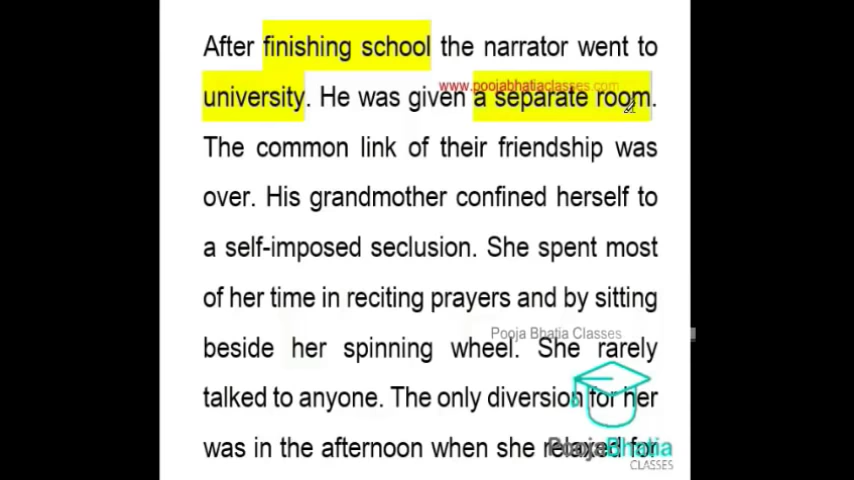 After finishing school the narrator went to
www.poojabhatiaclasses.com
university. He was given a separate room.
The common link of their friendship was
over. His grandmother confined herself to
a self-imposed seclusion. She spent most
of her time in reciting prayers and by sitting
Pooja Bhatia Classes
beside her spinning wheel. She rarely
talked to anyone. The only diversion for her
was in the afternoon when she relaxed for
PoojaBhatia
CLASSES